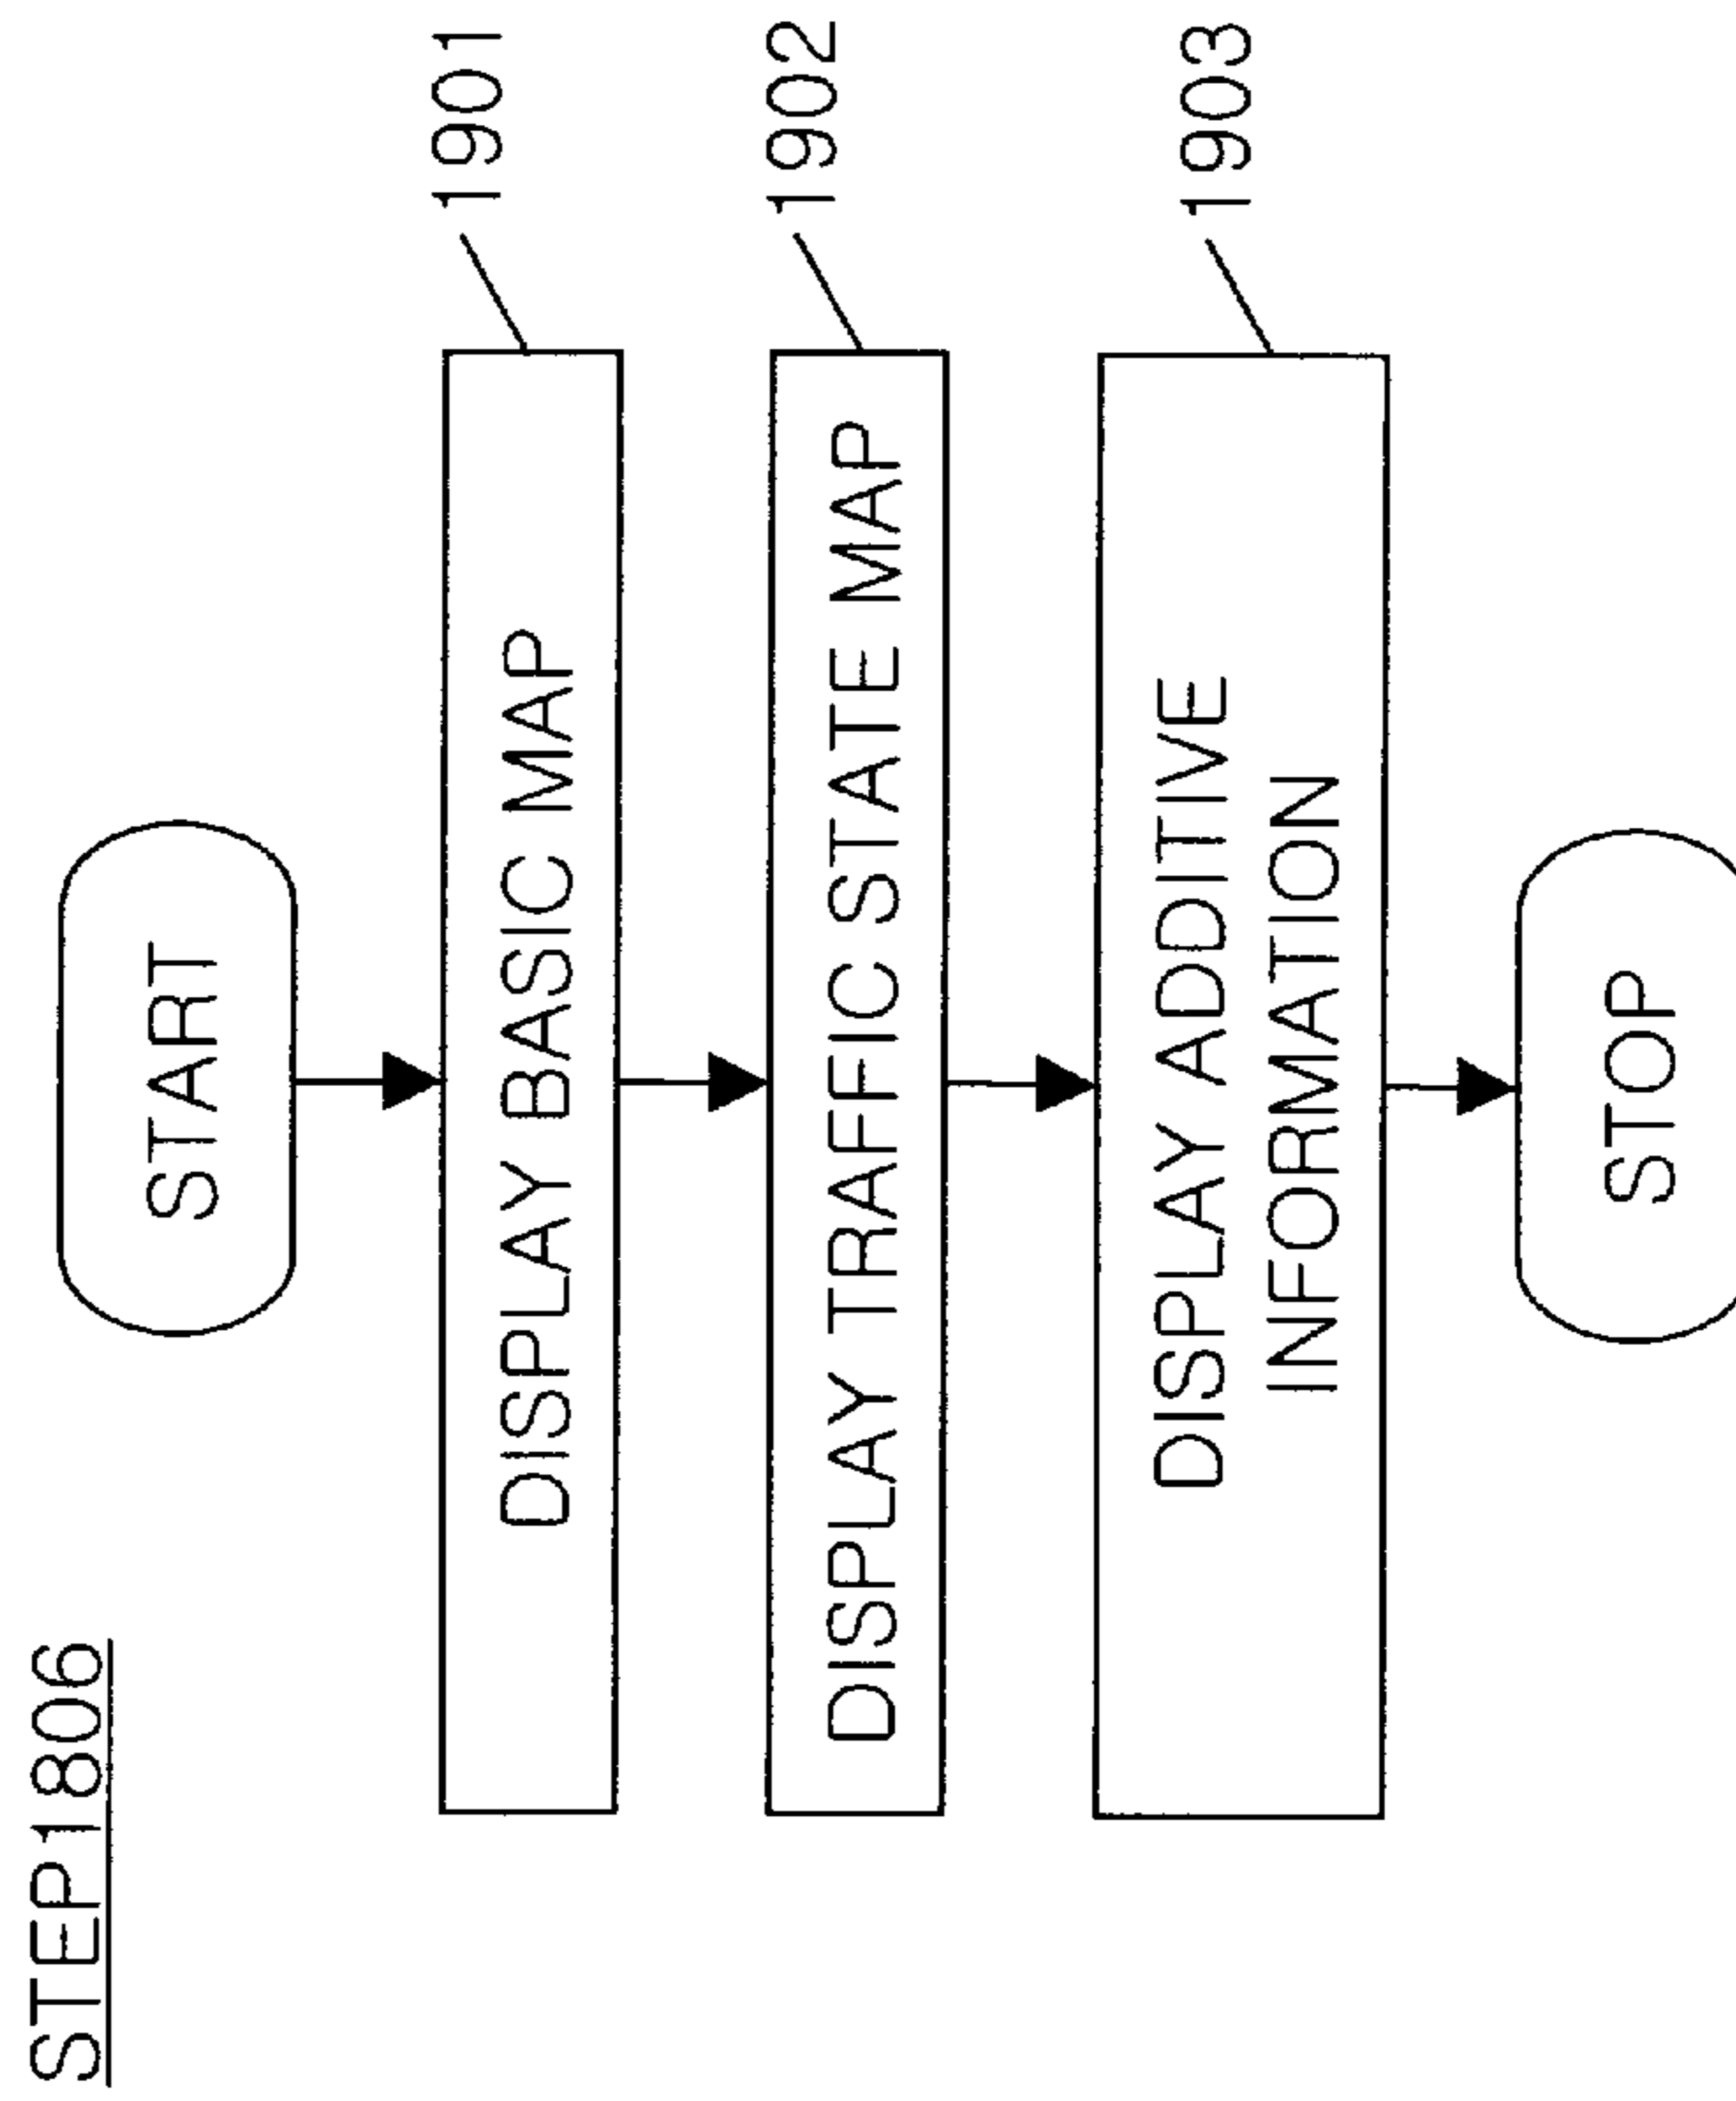 STEP1806
START
DISPLAY BASIC MAP
1901
DISPLAY TRAFFIC STATE MAP
1902
DISPLAY ADDITIVE
INFORMATION
1903
STOP